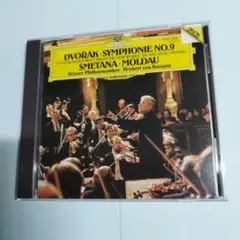 DVOŘÁK·SYMPHONIE NO.9
SMETANA·MOLDAU
Wiener Philharmoniker · Herbert von Karajan